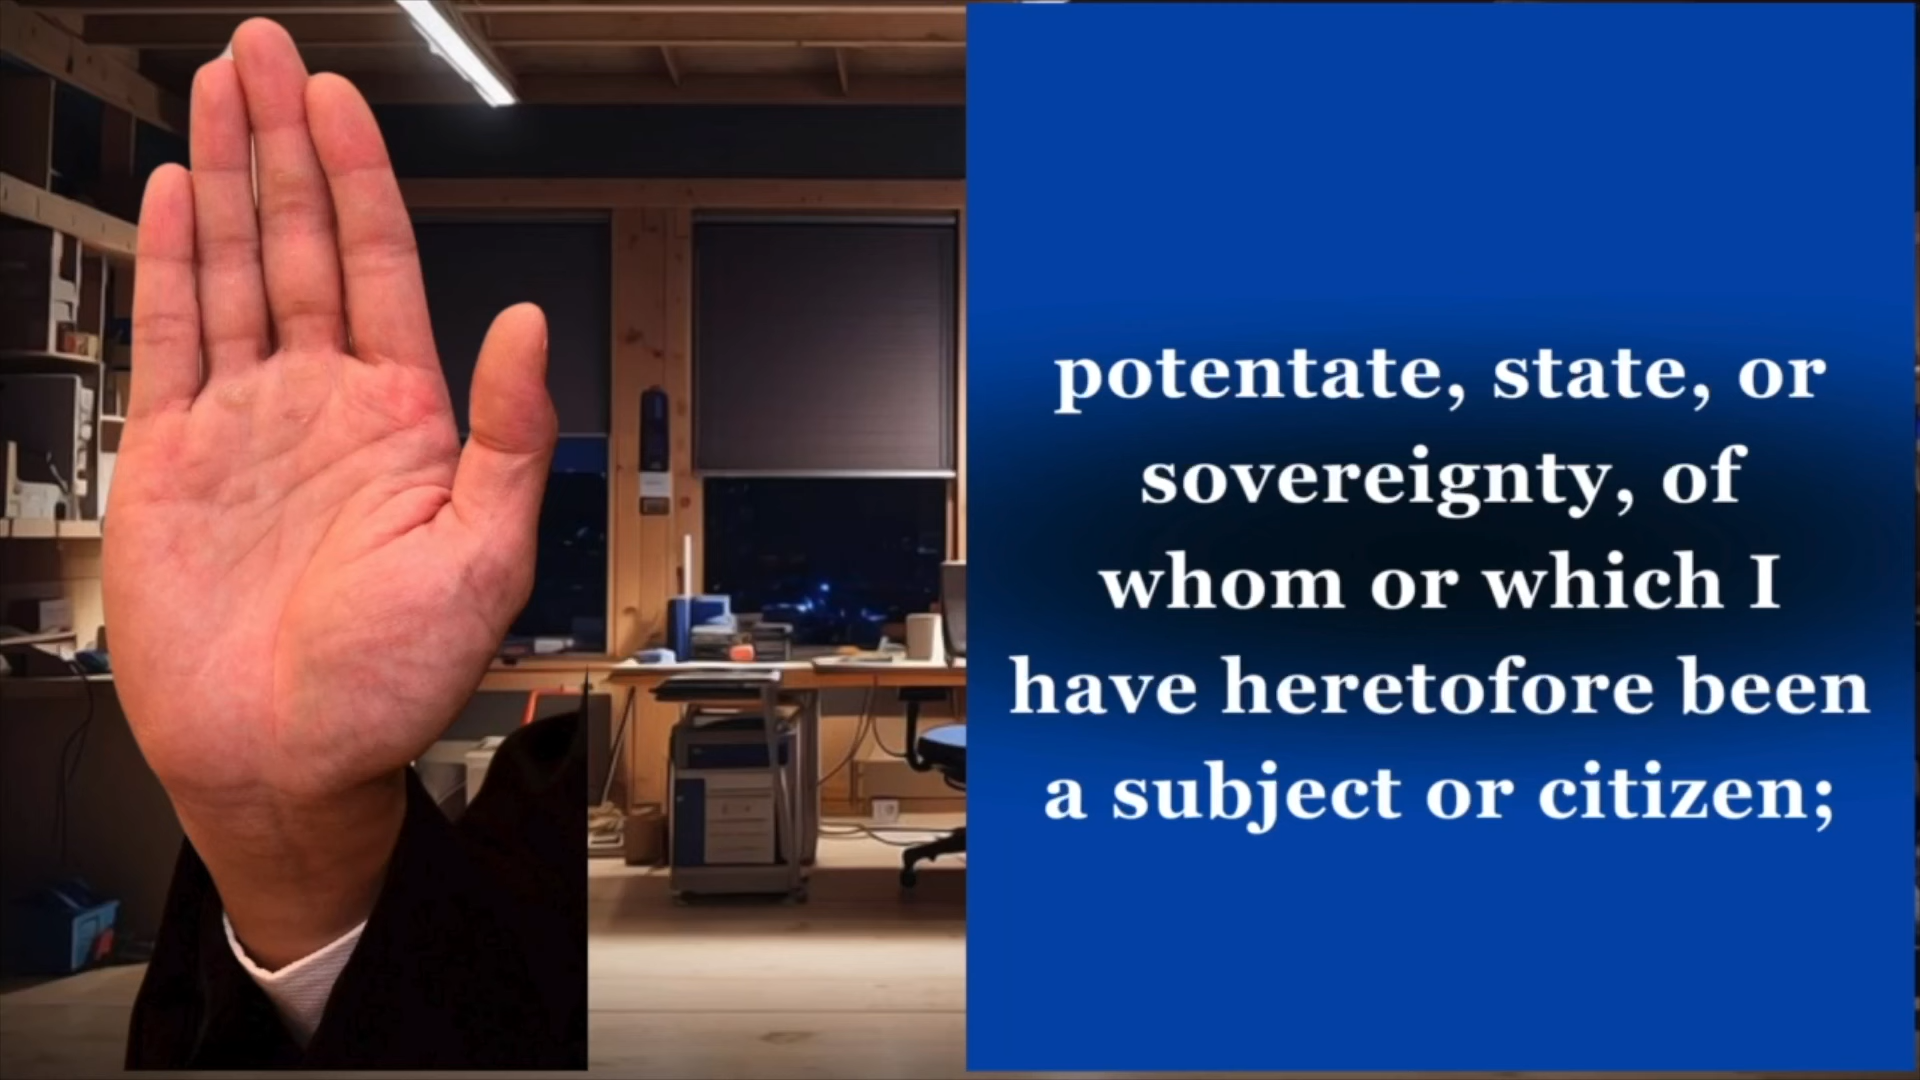 potentate, state, or
sovereignty, of
whom or which I
have heretofore been
a subject or citizen;